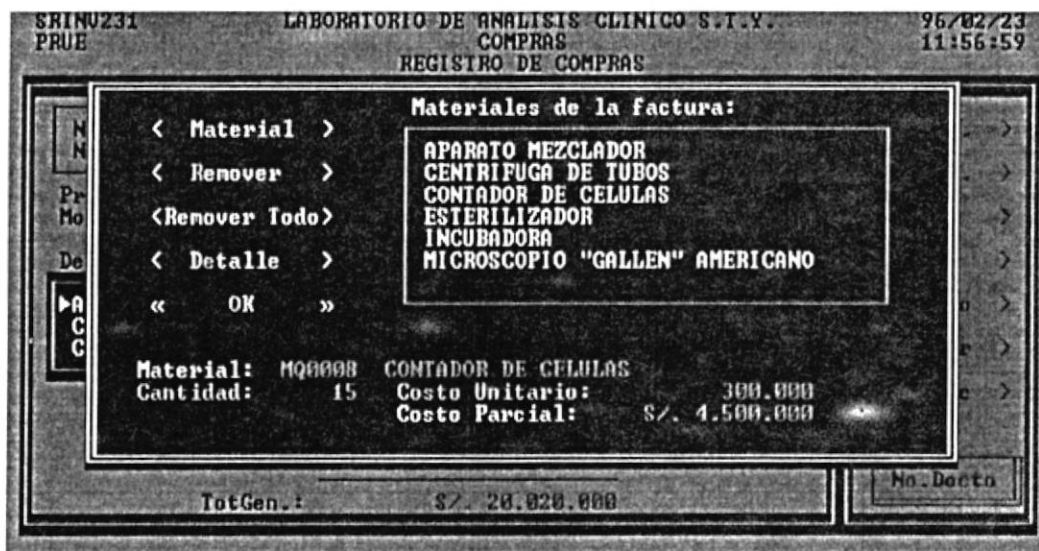 SRINV231 LABORATORIO DE ANALISIS CLINICO S.T.Y. 96/02/23
PRUE COMPRAS 11:56:59
REGISTRO DE COMPRAS
Materiales de la factura:
< Material >
< Remover >
<Remover Todo>
< Detalle >
« OK »
APARATO MEZCLADOR
CENTRIFUGA DE TUBOS
CONTADOR DE CELULAS
ESTERILIZADOR
INCUBADORA
MICROSCOPIO "GALLEN" AMERICANO
N
N
Pr
Mo
De
►A
C
C
Material: MQ0008 CONTADOR DE CELULAS
Cantidad: 15 Costo Unitario: 300.000
Costo Parcial: S/. 4.500.000
TotGen.: S/. 20.020.000
No.Docto